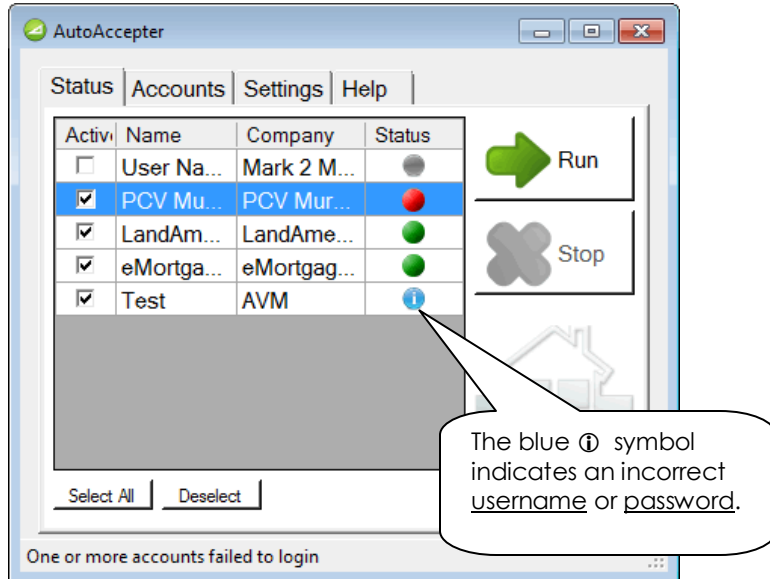 AutoAccepter
Status Accounts Settings Help
Activ Name Company Status
User Na... Mark 2 M...
PCV Mu... PCV Mur...
LandAm... LandAme...
eMortga... eMortgag...
Test AVM
Run
Stop
The blue ⓘ symbol
indicates an incorrect
username or password.
Select All Deselect
One or more accounts failed to login